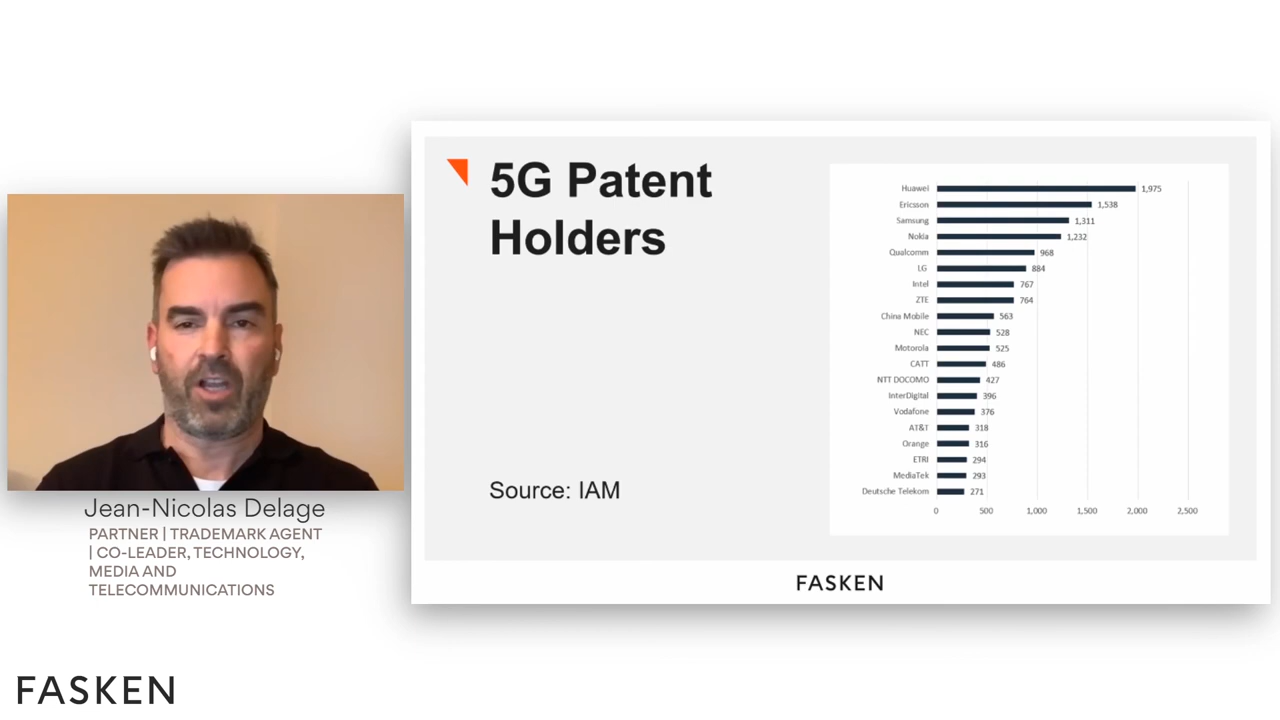 5G Patent
Holders
Source: IAM
Huawei 1,975
Ericsson 1,538
Samsung 1,311
Nokia 1,232
Qualcomm 968
LG 884
Intel 767
ZTE 764
China Mobile 563
NEC 528
Motorola 525
CATT 486
NTT DOCOMO 427
InterDigital 396
Vodafone 376
AT&T 318
Orange 316
ETRI 294
MediaTek 293
Deutsche Telekom 271
0 500 1,000 1,500 2,000 2,500
FASKEN
Jean-Nicolas Delage
PARTNER | TRADEMARK AGENT
| CO-LEADER, TECHNOLOGY,
MEDIA AND
TELECOMMUNICATIONS
FASKEN